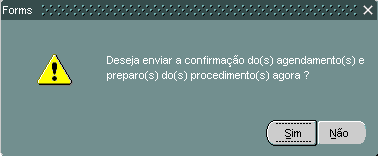 Forms
Deseja enviar a confirmação do(s) agendamento(s) e
preparo(s) do(s) procedimento(s) agora ?
Sim
Não